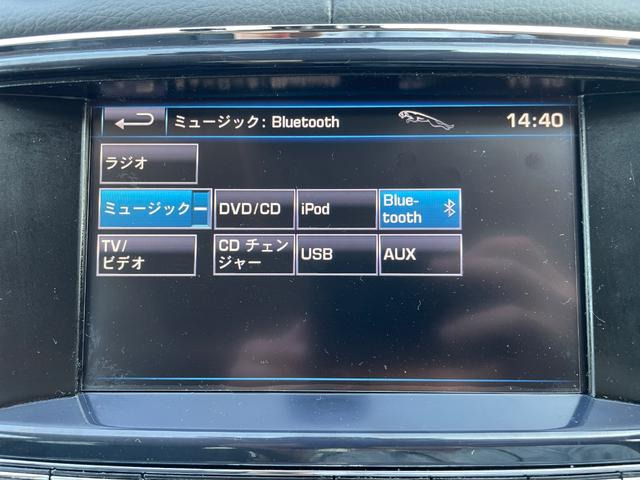 ミュージック: Bluetooth
14:40
ラジオ
ミュージック
DVD/CD
iPod
Blue-
tooth
TV/
ビデオ
CD チェン
ジャー
USB
AUX